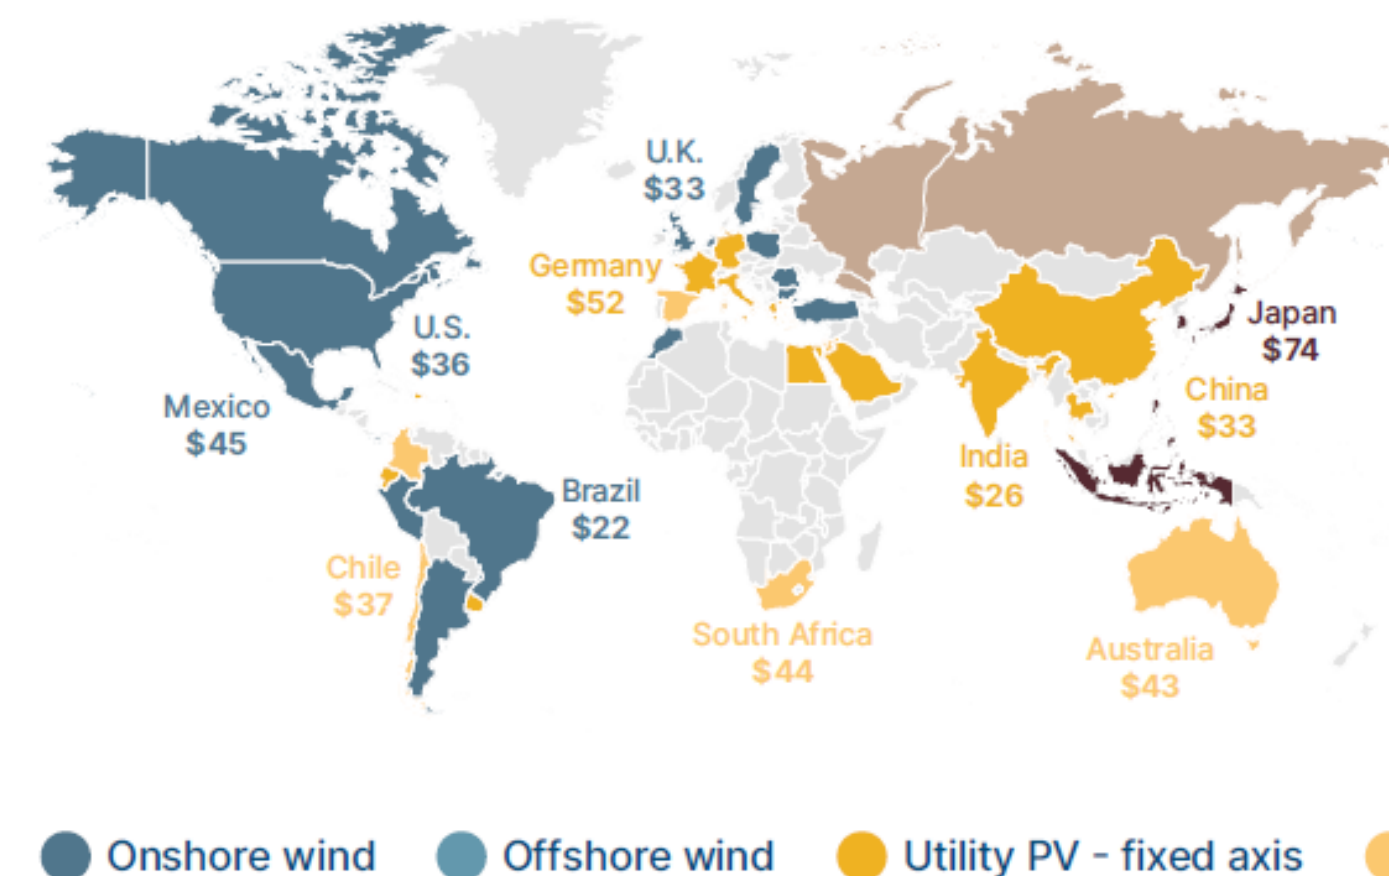 U.K.
$33
Germany
$52
U.S.
$36
Japan
$74
Mexico
$45
China
$33
India
$26
Brazil
$22
Chile
$37
South Africa
$44
Australia
$43
Onshore wind
Offshore wind
Utility PV - fixed axis